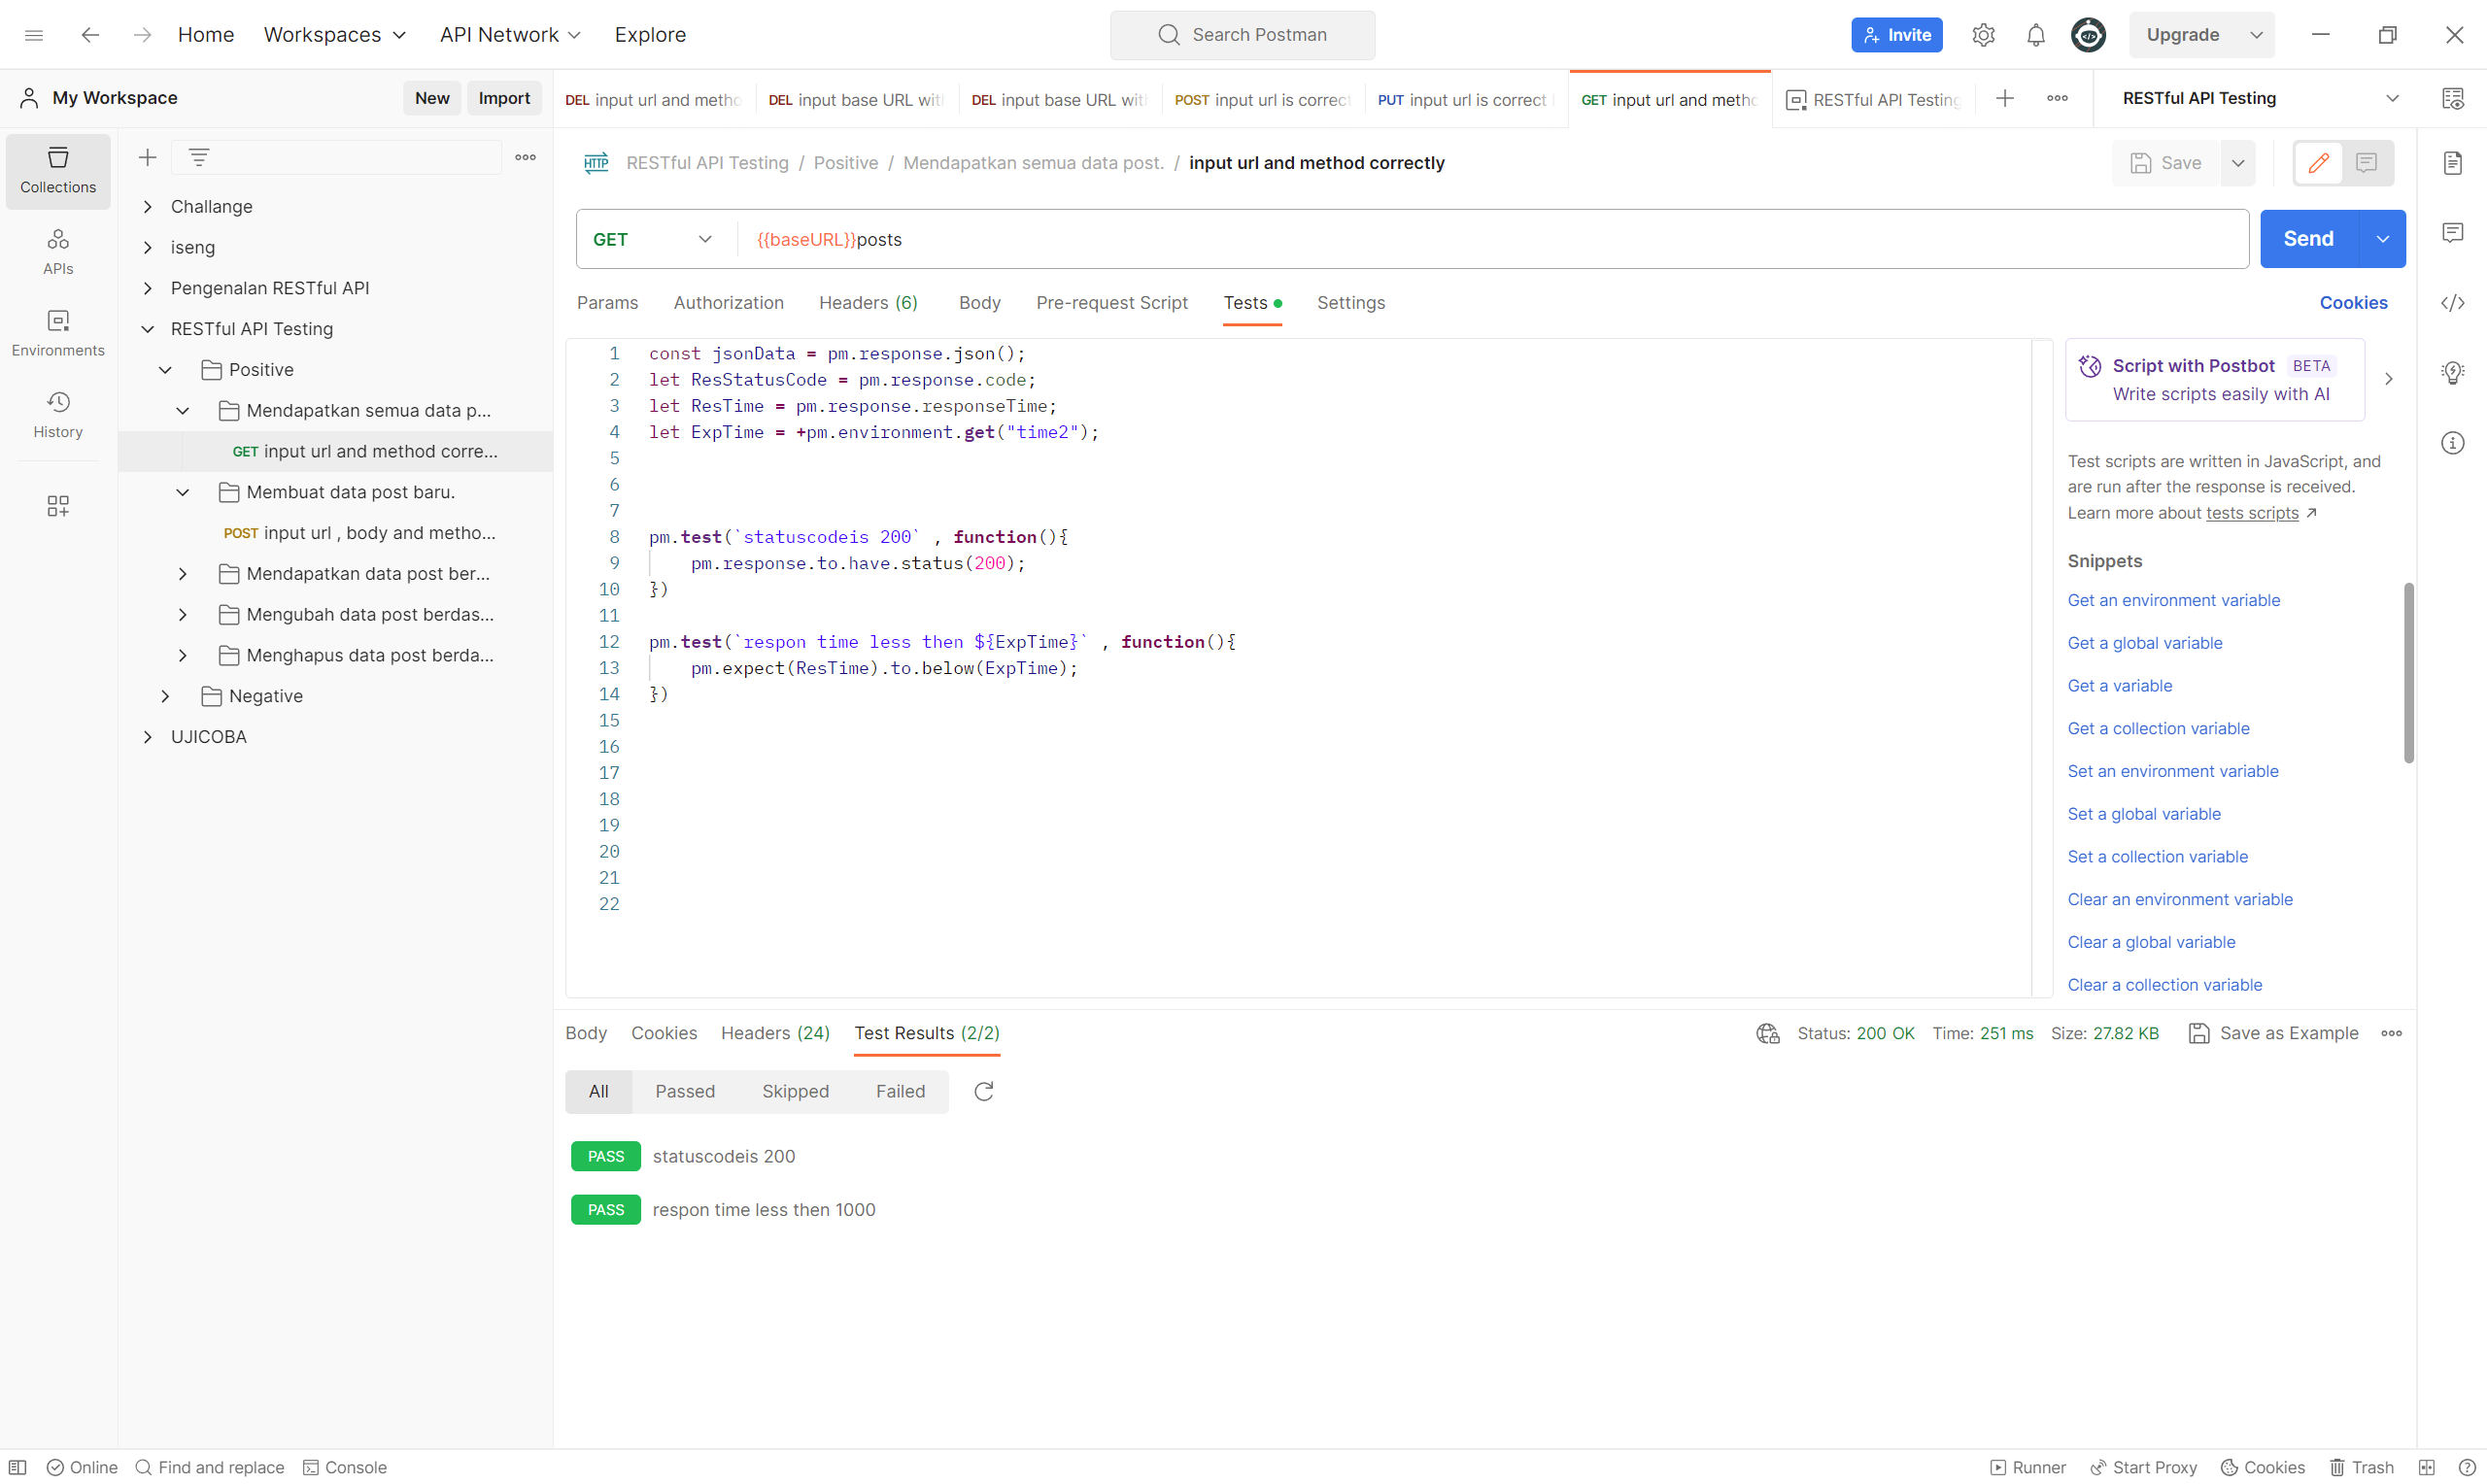 Home Workspaces API Network Explore Search Postman Invite Upgrade
My Workspace New Import
DEL input url and metho DEL input base URL wit DEL input base URL wit POST input url is correct PUT input url is correct GET input url and metho RESTful API Testing RESTful API Testing
Collections
APIs
Environments
History
Challange
iseng
Pengenalan RESTful API
RESTful API Testing
Positive
Mendapatkan semua data p...
GET input url and method corre...
Membuat data post baru.
POST input url , body and metho...
Mendapatkan data post ber...
Mengubah data post berdas...
Menghapus data post berda...
Negative
UJICOBA
HTTP RESTful API Testing / Positive / Mendapatkan semua data post. / input url and method correctly Save
GET {{baseURL}}posts Send
Params Authorization Headers (6) Body Pre-request Script Tests Settings Cookies
1 const jsonData = pm.response.json();
2 let ResStatusCode = pm.response.code;
3 let ResTime = pm.response.responseTime;
4 let ExpTime = +pm.environment.get("time2");
5
6
7
8 pm.test(`statuscodeis 200` , function(){
9 pm.response.to.have.status(200);
10 })
11
12 pm.test(`respon time less then ${ExpTime}` , function(){
13 pm.expect(ResTime).to.below(ExpTime);
14 })
15
16
17
18
19
20
21
22
Script with Postbot BETA
Write scripts easily with AI
Test scripts are written in JavaScript, and
are run after the response is received.
Learn more about tests scripts
Snippets
Get an environment variable
Get a global variable
Get a variable
Get a collection variable
Set an environment variable
Set a global variable
Set a collection variable
Clear an environment variable
Clear a global variable
Clear a collection variable
Body Cookies Headers (24) Test Results (2/2) Status: 200 OK Time: 251 ms Size: 27.82 KB Save as Example
All Passed Skipped Failed
PASS statuscodeis 200
PASS respon time less then 1000
Online Find and replace Console Runner Start Proxy Cookies Trash